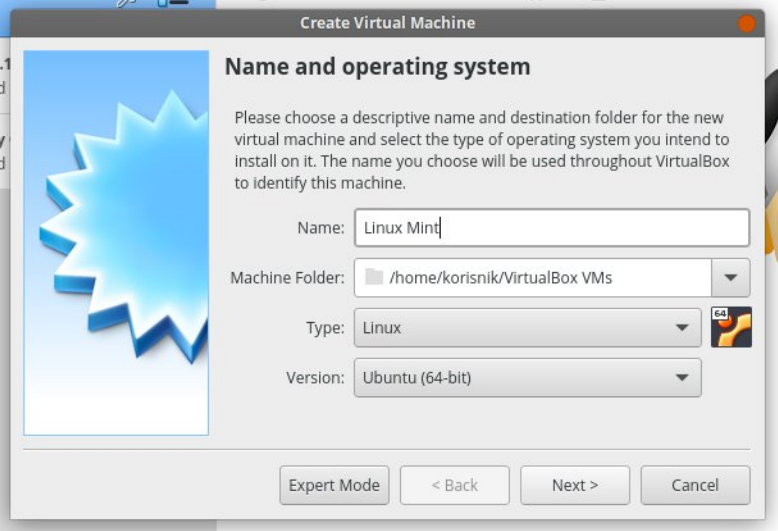 Create Virtual Machine
Name and operating system
Please choose a descriptive name and destination folder for the new
virtual machine and select the type of operating system you intend to
install on it. The name you choose will be used throughout VirtualBox
to identify this machine.
Name: Linux Mint
Machine Folder: /home/korisnik/VirtualBox VMs
Type: Linux
64
Version: Ubuntu (64-bit)
Expert Mode < Back Next > Cancel